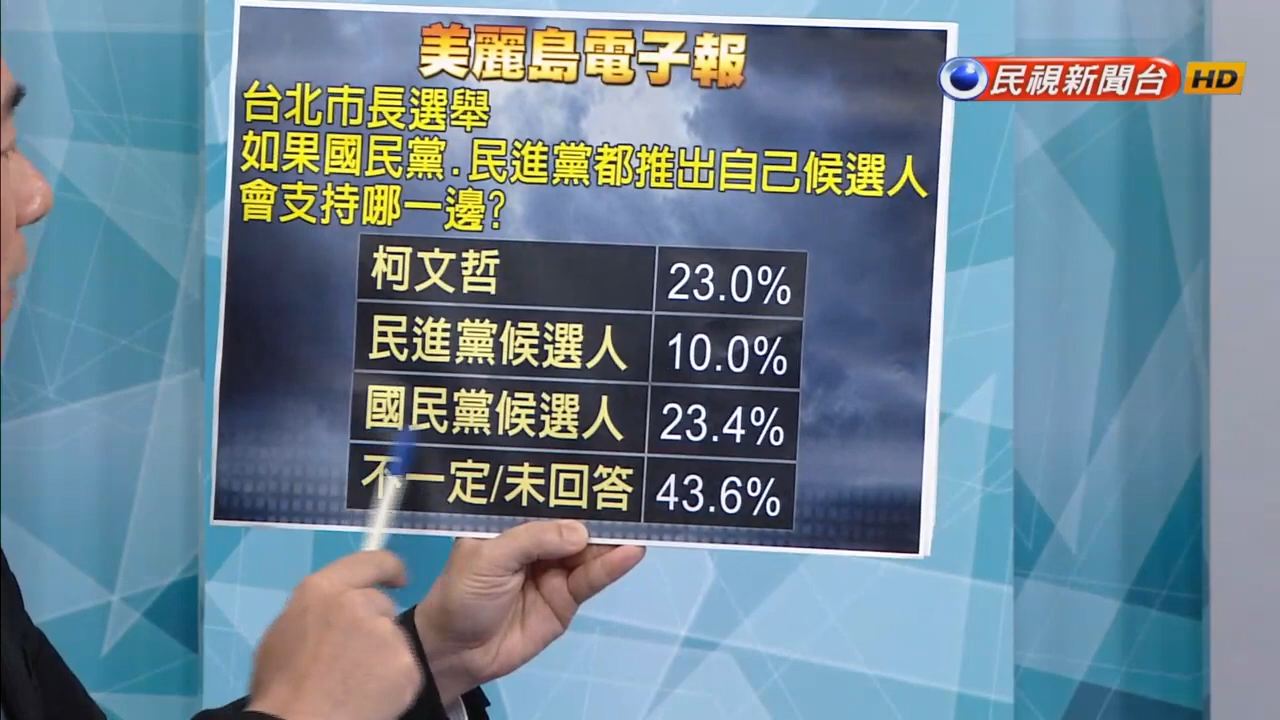 美麗島電子報
民視新聞台 HD
台北市長選舉
如果國民黨.民進黨都推出自己候選人
會支持哪一邊?
柯文哲 23.0%
民進黨候選人 10.0%
國民黨候選人 23.4%
不一定/未回答 43.6%